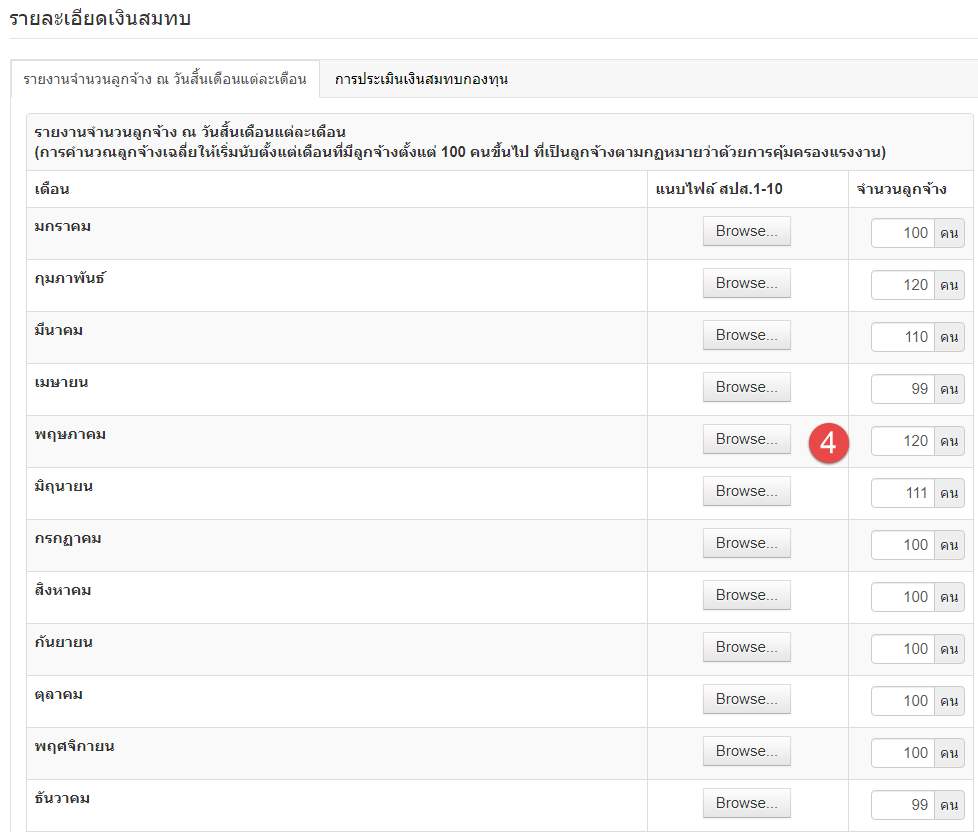 รายละเอียดเงินสมทบ
รายงานจำนวนลูกจ้าง ณ วันสิ้นเดือนแต่ละเดือน การประเมินเงินสมทบกองทุน
รายงานจำนวนลูกจ้าง ณ วันสิ้นเดือนแต่ละเดือน
(การคำนวณลูกจ้างเฉลี่ยให้เริ่มนับตั้งแต่เดือนที่มีลูกจ้างตั้งแต่ 100 คนขึ้นไป ที่เป็นลูกจ้างตามกฎหมายว่าด้วยการคุ้มครองแรงงาน)
เดือน แนบไฟล์ สปส.1-10 จำนวนลูกจ้าง
มกราคม Browse... 100 คน
กุมภาพันธ์ Browse... 120 คน
มีนาคม Browse... 110 คน
เมษายน Browse... 99 คน
พฤษภาคม Browse... 4 120 คน
มิถุนายน Browse... 111 คน
กรกฏาคม Browse... 100 คน
สิงหาคม Browse... 100 คน
กันยายน Browse... 100 คน
ตุลาคม Browse... 100 คน
พฤศจิกายน Browse... 100 คน
ธันวาคม Browse... 99 คน